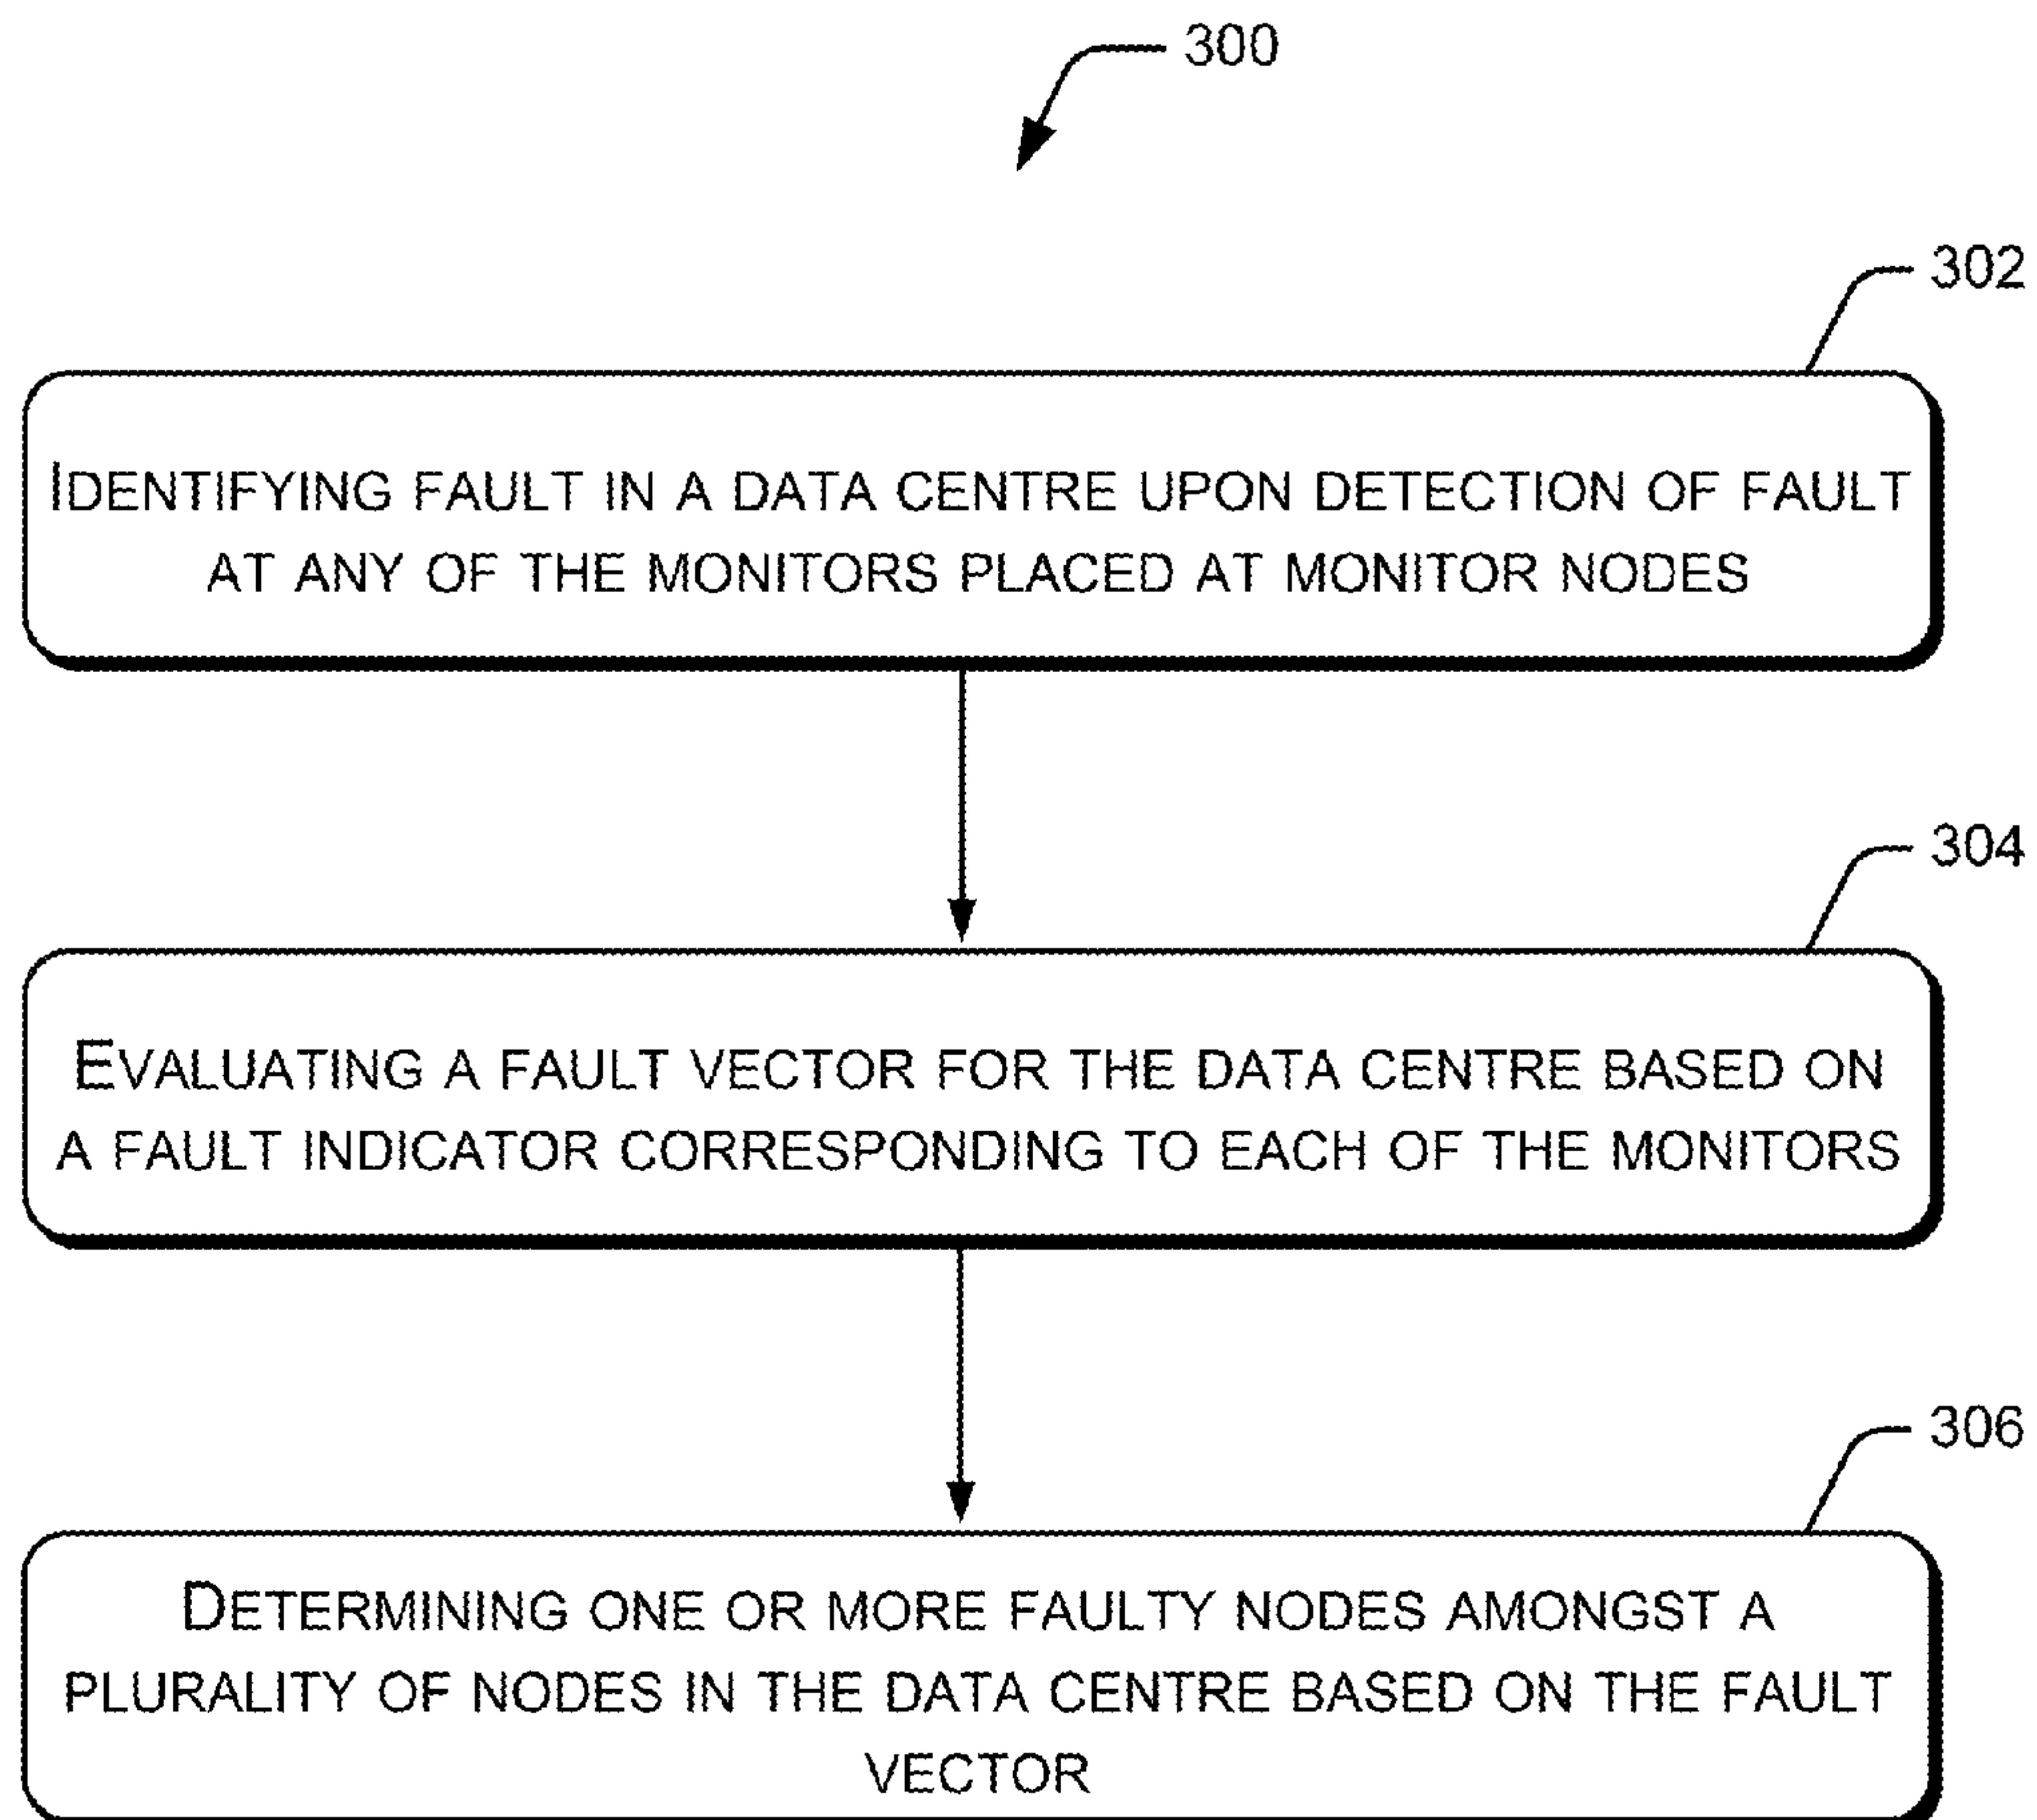 300
302
IDENTIFYING FAULT IN A DATA CENTRE UPON DETECTION OF FAULT
AT ANY OF THE MONITORS PLACED AT MONITOR NODES
304
EVALUATING A FAULT VECTOR FOR THE DATA CENTRE BASED ON
A FAULT INDICATOR CORRESPONDING TO EACH OF THE MONITORS
306
DETERMINING ONE OR MORE FAULTY NODES AMONGST A
PLURALITY OF NODES IN THE DATA CENTRE BASED ON THE FAULT
VECTOR